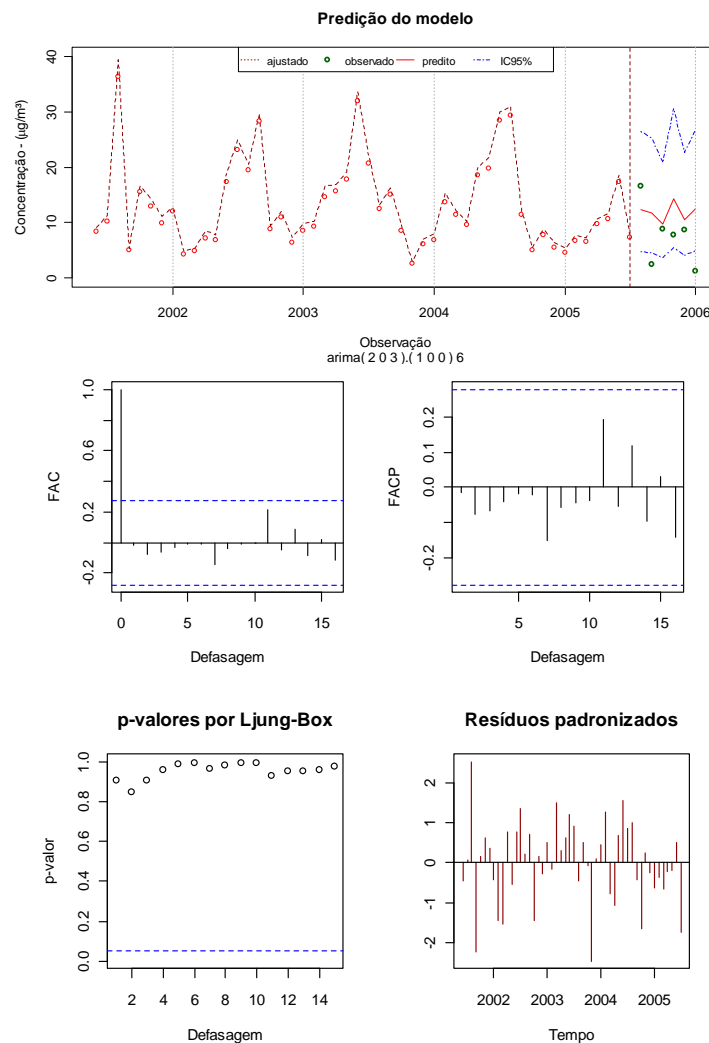 Predição do modelo
ajustado observado predito IC95%
Concentração - (µg/m³)
40
30
20
10
0
2002 2003 2004 2005 2006
Observação
arima( 2 0 3 ).( 1 0 0 ) 6
FAC
1.0
0.6
0.2
-0.2
0 5 10 15
Defasagem
FACP
0.2
0.1
0.0
-0.2
5 10 15
Defasagem
p-valores por Ljung-Box
p-valor
1.0
0.8
0.6
0.4
0.2
0.0
2 4 6 8 10 12 14
Defasagem
Resíduos padronizados
2
1
0
-1
-2
2002 2003 2004 2005
Tempo